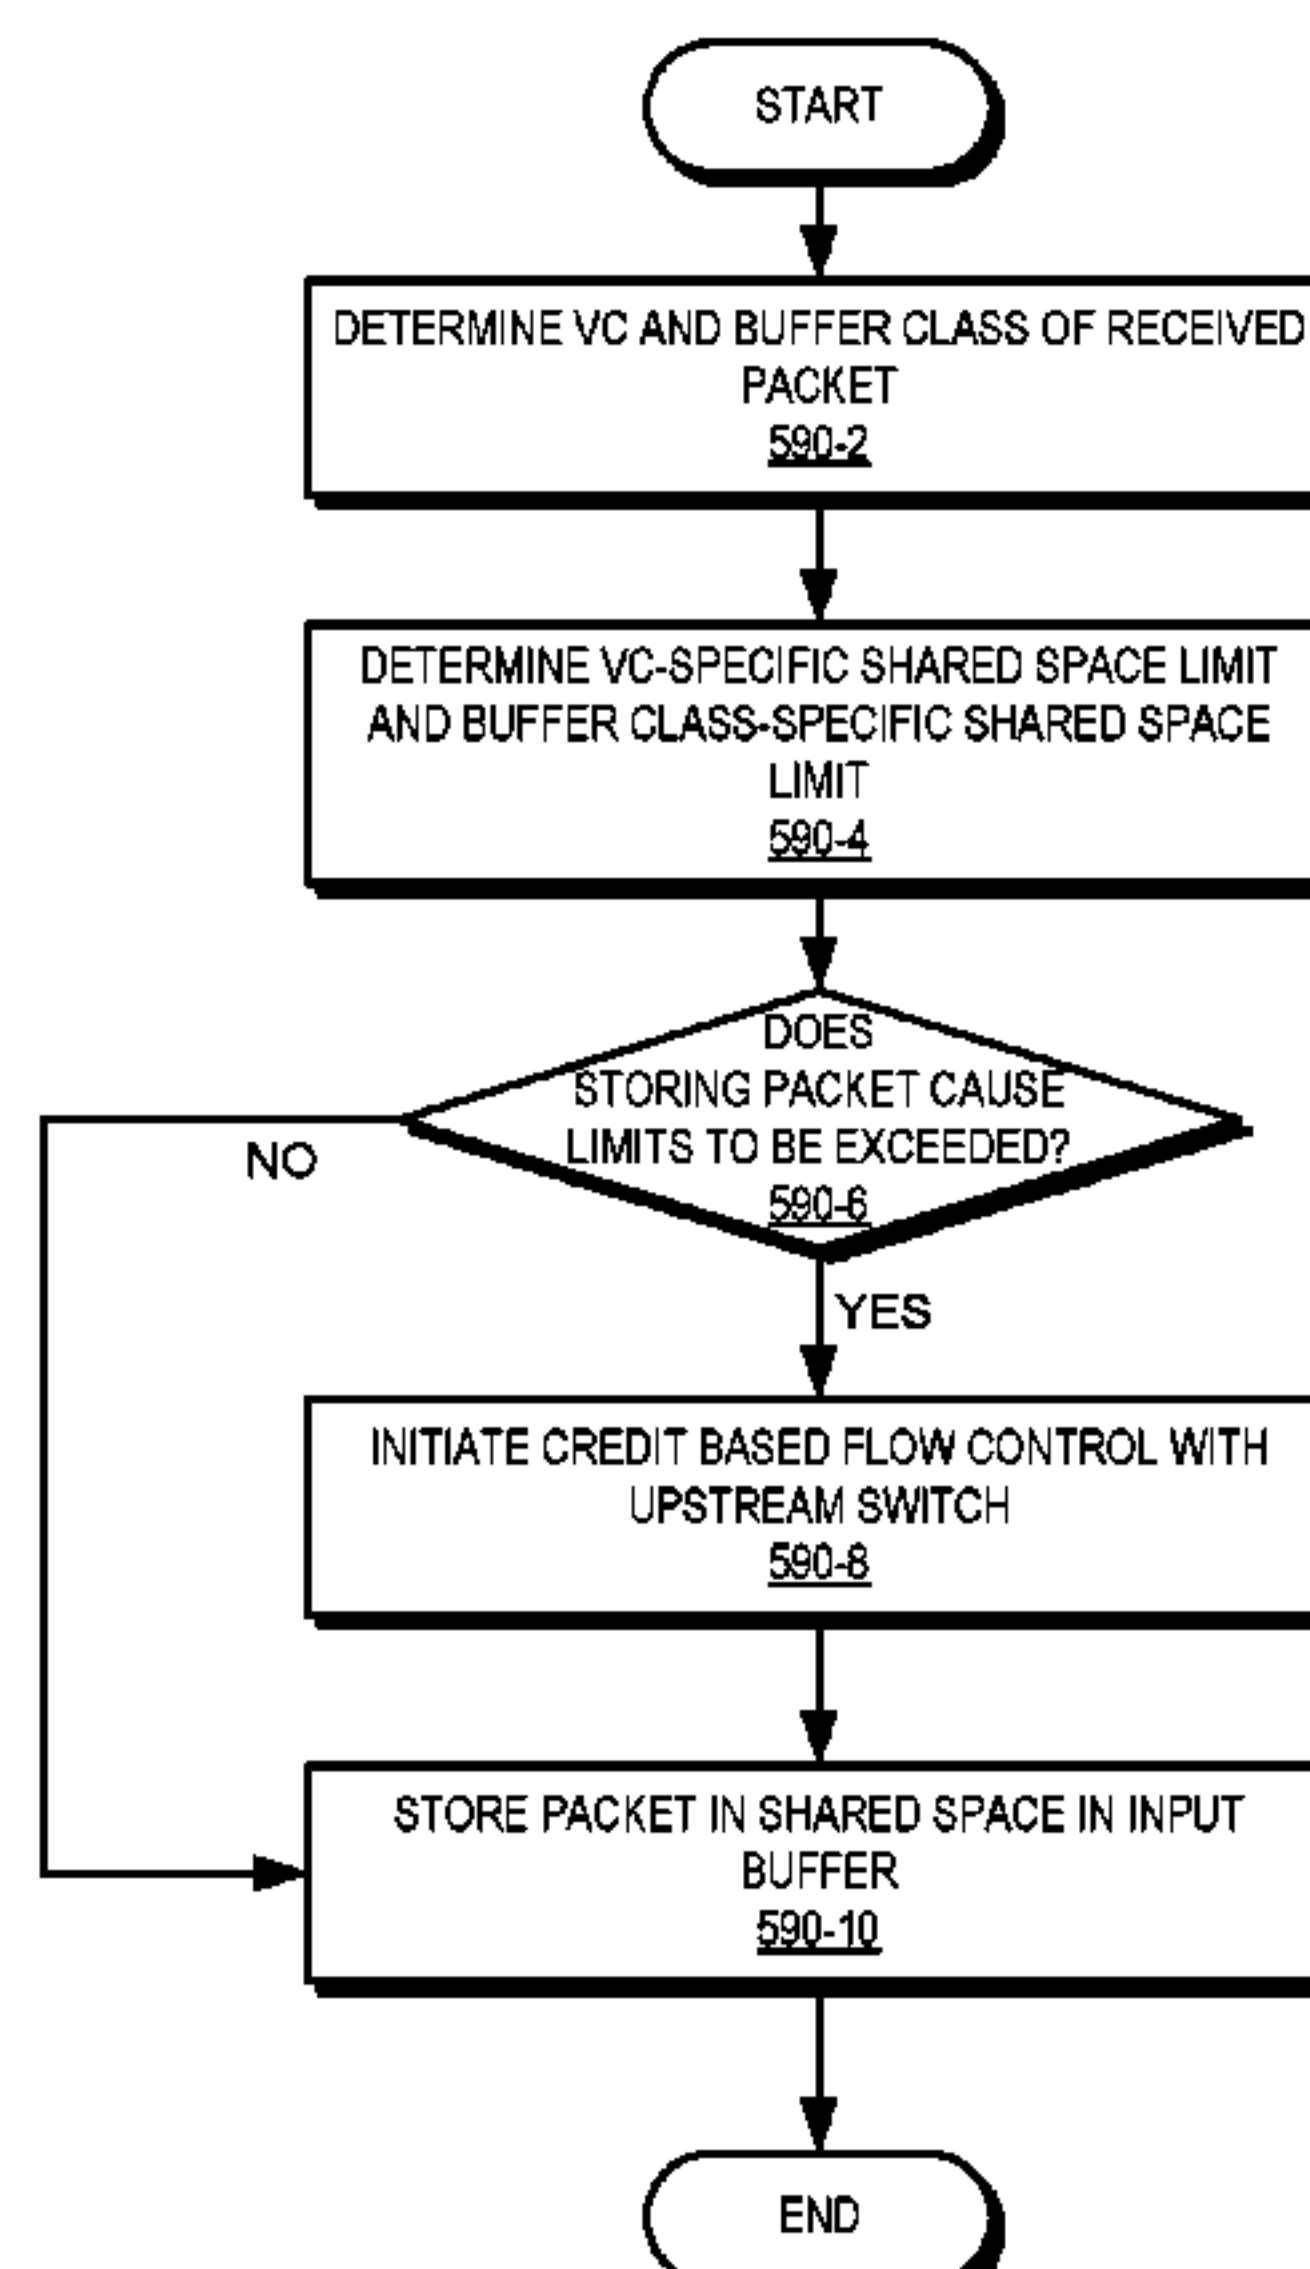 START
DETERMINE VC AND BUFFER CLASS OF RECEIVED
PACKET
590-2
DETERMINE VC-SPECIFIC SHARED SPACE LIMIT
AND BUFFER CLASS-SPECIFIC SHARED SPACE
LIMIT
590-4
DOES
STORING PACKET CAUSE
LIMITS TO BE EXCEEDED?
590-6
NO
YES
INITIATE CREDIT BASED FLOW CONTROL WITH
UPSTREAM SWITCH
590-8
STORE PACKET IN SHARED SPACE IN INPUT
BUFFER
590-10
END